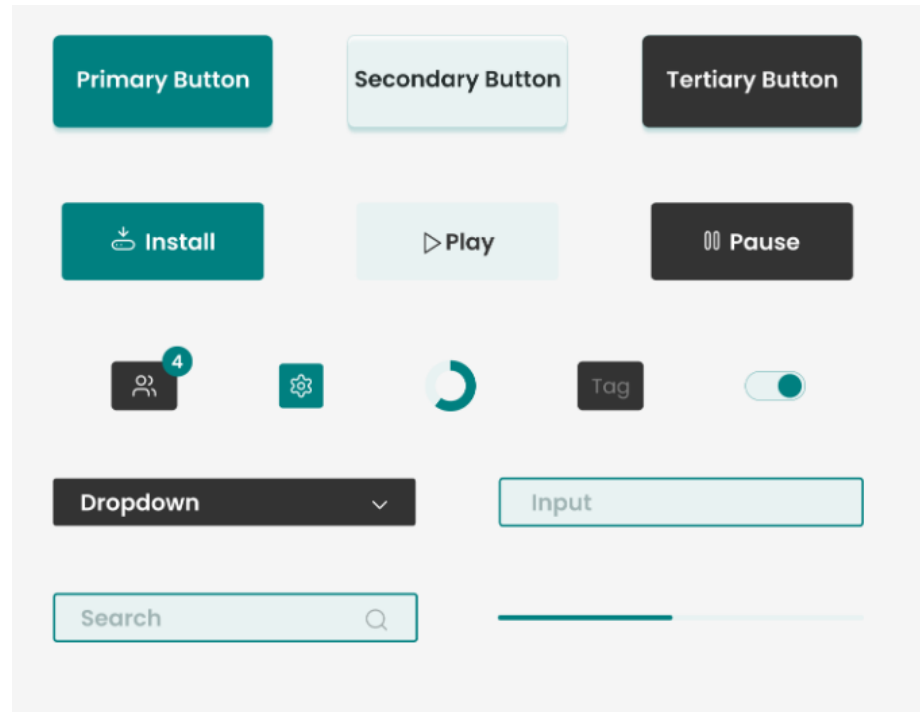 Primary Button
Secondary Button
Tertiary Button
Install
Play
Pause
4
Tag
Dropdown
Input
Search